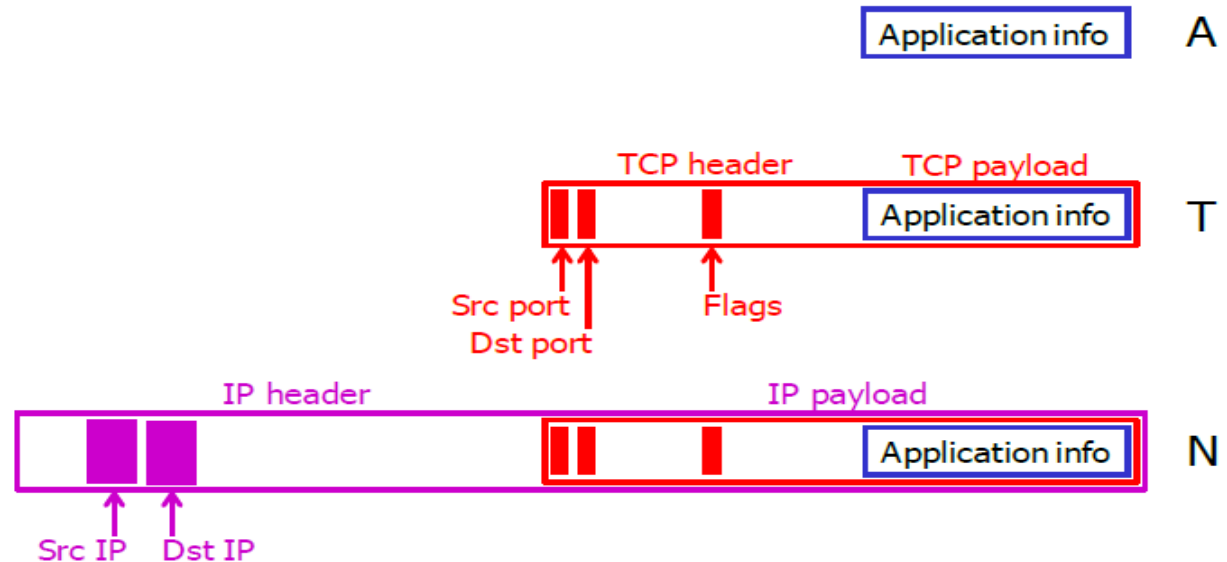 Application info A
TCP header TCP payload
Application info T
Src port Flags
Dst port
IP header IP payload
Application info N
Src IP Dst IP